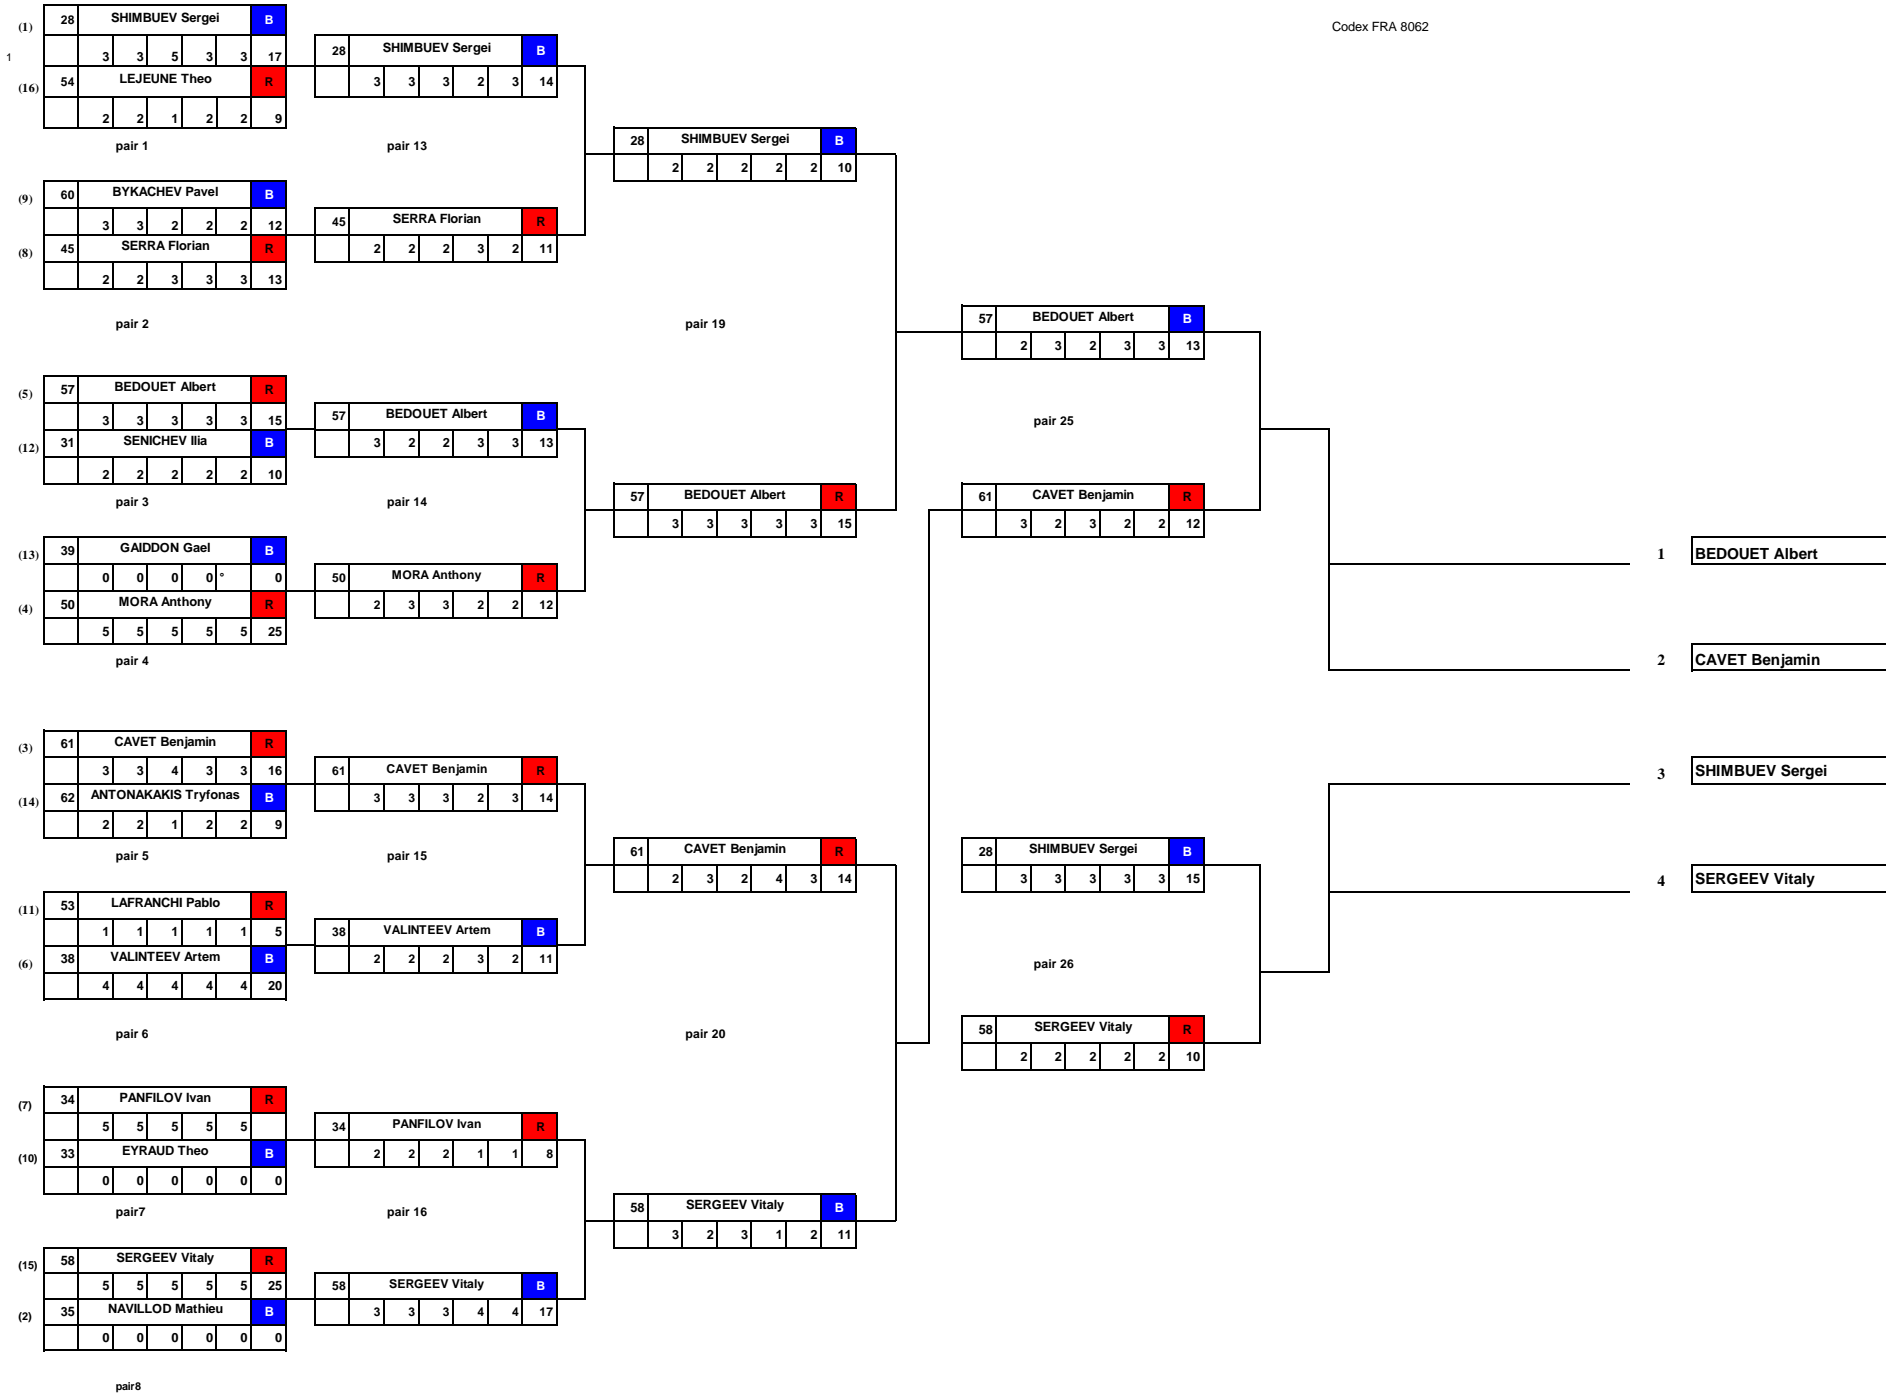 Codex FRA 8062
1
(1) 28 SHIMBUEV Sergei B
3 3 5 3 3 17
(16) 54 LEJEUNE Theo R
2 2 1 2 2 9
pair 1
(9) 60 BYKACHEV Pavel B
3 3 2 2 2 12
(8) 45 SERRA Florian R
2 2 3 3 3 13
pair 2
(5) 57 BEDOUET Albert R
3 3 3 3 3 15
(12) 31 SENICHEV Ilia B
2 2 2 2 2 10
pair 3
(13) 39 GAIDDON Gael B
0 0 0 0 ° 0
(4) 50 MORA Anthony R
5 5 5 5 5 25
pair 4
(3) 61 CAVET Benjamin R
3 3 4 3 3 16
(14) 62 ANTONAKAKIS Tryfonas B
2 2 1 2 2 9
pair 5
(11) 53 LAFRANCHI Pablo R
1 1 1 1 1 5
(6) 38 VALINTEEV Artem B
4 4 4 4 4 20
pair 6
(7) 34 PANFILOV Ivan R
5 5 5 5 5
(10) 33 EYRAUD Theo B
0 0 0 0 0 0
pair7
(15) 58 SERGEEV Vitaly R
5 5 5 5 5 25
(2) 35 NAVILLOD Mathieu B
0 0 0 0 0 0
pair8
28 SHIMBUEV Sergei B
3 3 3 2 3 14
pair 13
45 SERRA Florian R
2 2 2 3 2 11
57 BEDOUET Albert B
3 2 2 3 3 13
pair 14
50 MORA Anthony R
2 3 3 2 2 12
61 CAVET Benjamin R
3 3 3 2 3 14
pair 15
38 VALINTEEV Artem B
2 2 2 3 2 11
34 PANFILOV Ivan R
2 2 2 1 1 8
pair 16
58 SERGEEV Vitaly B
3 3 3 4 4 17
28 SHIMBUEV Sergei B
2 2 2 2 2 10
pair 19
57 BEDOUET Albert R
3 3 3 3 3 15
61 CAVET Benjamin R
2 3 2 4 3 14
pair 20
58 SERGEEV Vitaly B
3 2 3 1 2 11
57 BEDOUET Albert B
2 3 2 3 3 13
pair 25
61 CAVET Benjamin R
3 2 3 2 2 12
28 SHIMBUEV Sergei B
3 3 3 3 3 15
pair 26
58 SERGEEV Vitaly R
2 2 2 2 2 10
1 BEDOUET Albert
2 CAVET Benjamin
3 SHIMBUEV Sergei
4 SERGEEV Vitaly